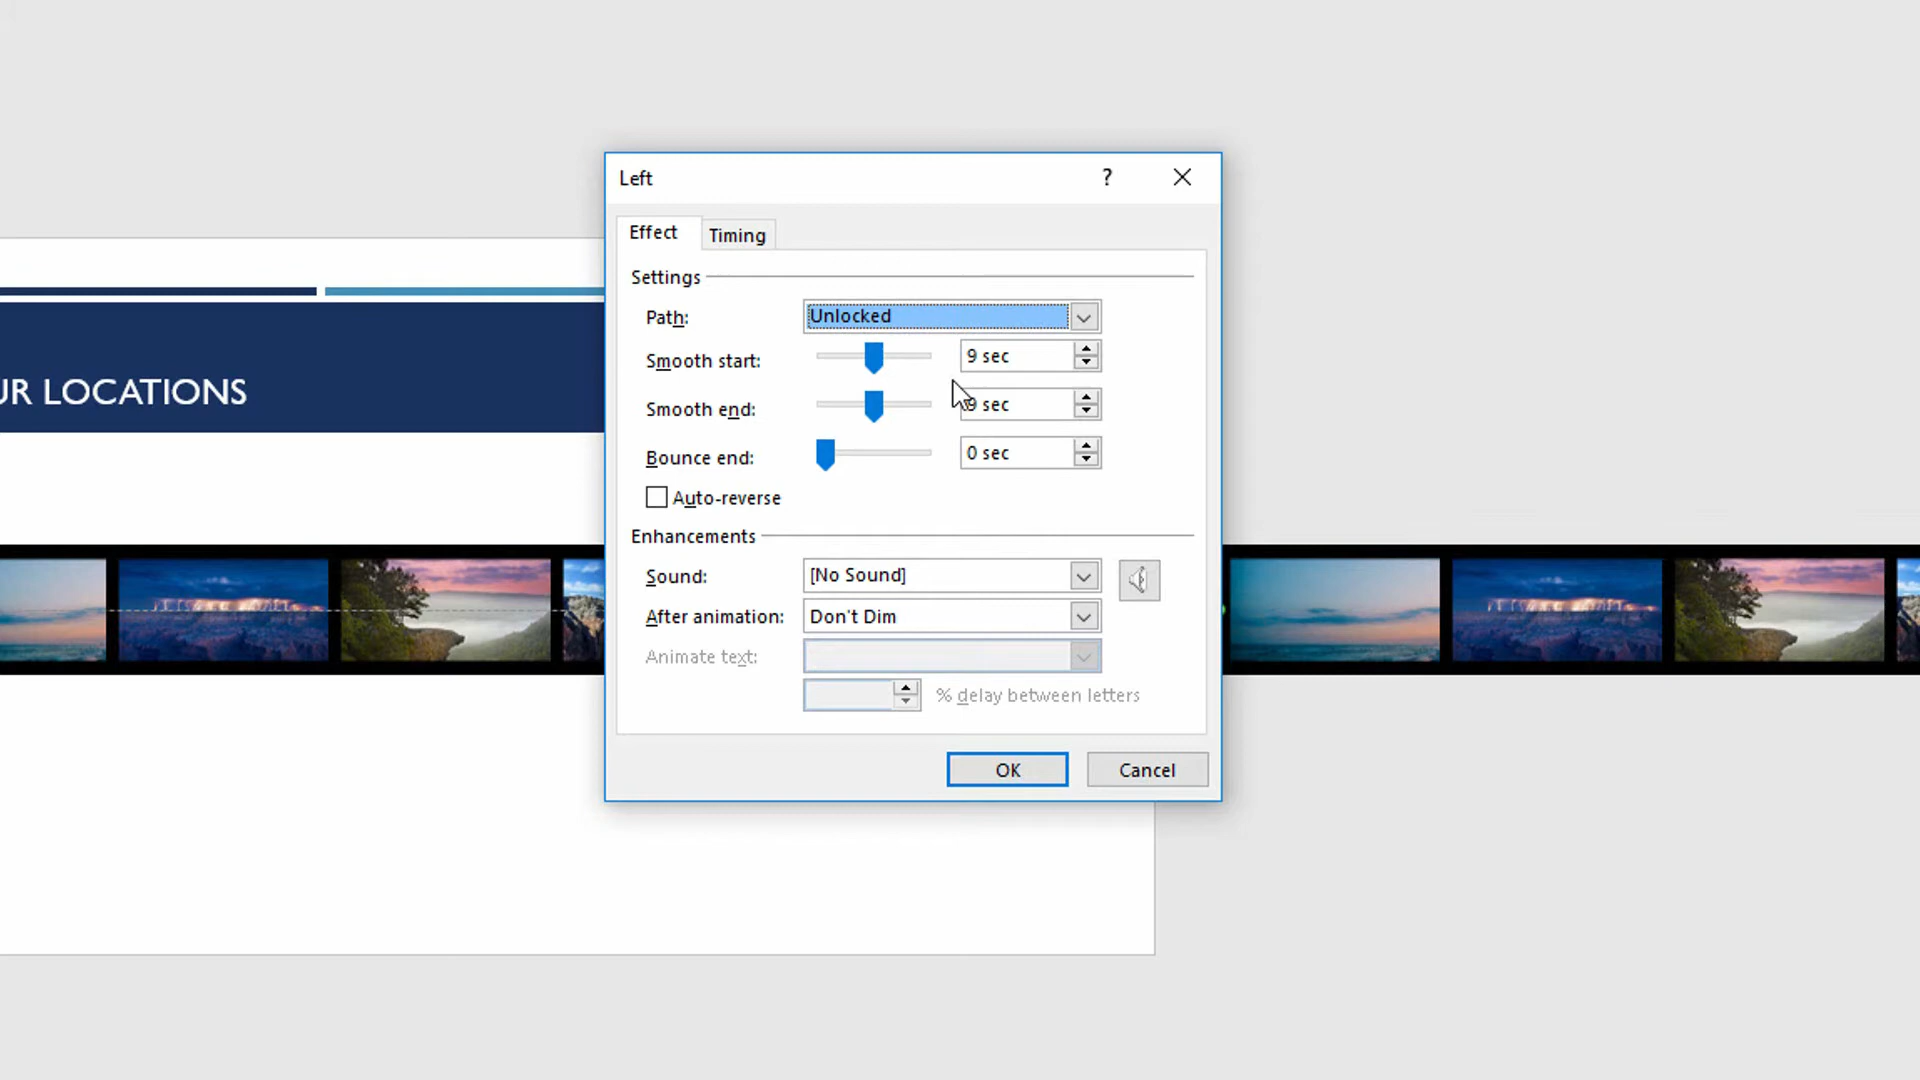 Left
?
Effect
Timing
Settings
Path:
Unlocked
Smooth start:
9 sec
UR LOCATIONS
Smooth end:
9 sec
Bounce end:
0 sec
Auto-reverse
Enhancements
Sound:
[No Sound]
After animation:
Don't Dim
Animate text:
% delay between letters
OK
Cancel